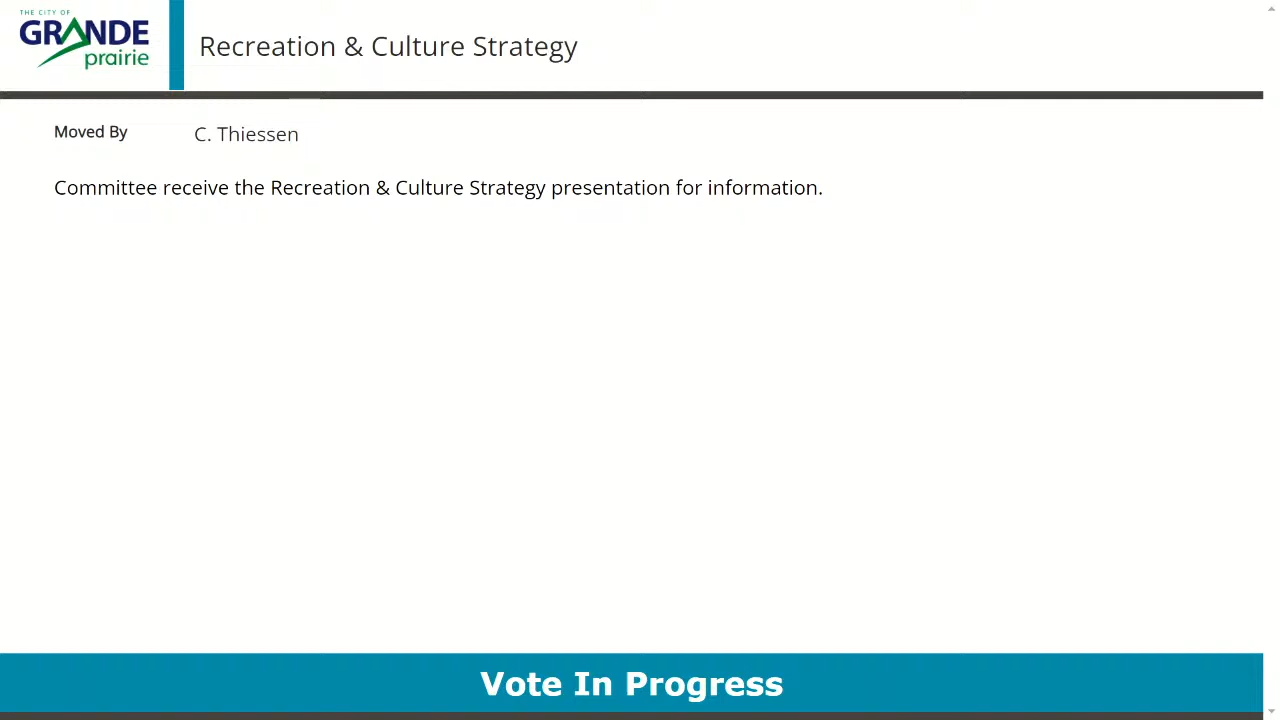 THE CITY OF
GRANDE
prairie
Recreation & Culture Strategy
Moved By C. Thiessen
Committee receive the Recreation & Culture Strategy presentation for information.
Vote In Progress